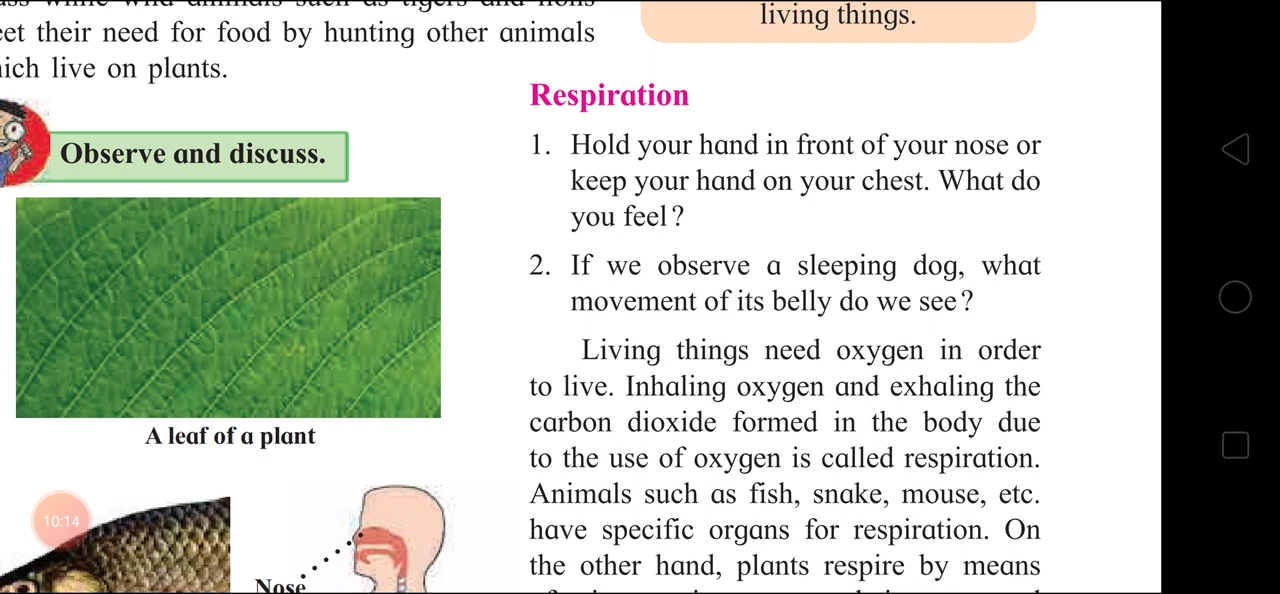 eet their need for food by hunting other animals
hich live on plants.
Observe and discuss.
A leaf of a plant
10:14
Nose
living things.
Respiration
1. Hold your hand in front of your nose or
keep your hand on your chest. What do
you feel?
2. If we observe a sleeping dog, what
movement of its belly do we see?
Living things need oxygen in order
to live. Inhaling oxygen and exhaling the
carbon dioxide formed in the body due
to the use of oxygen is called respiration.
Animals such as fish, snake, mouse, etc.
have specific organs for respiration. On
the other hand, plants respire by means